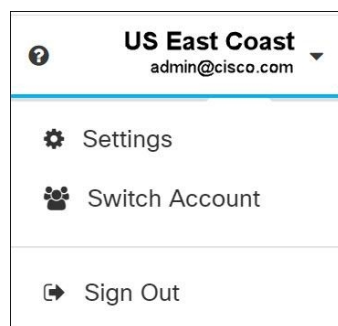 US East Coast
admin@cisco.com
Settings
Switch Account
Sign Out